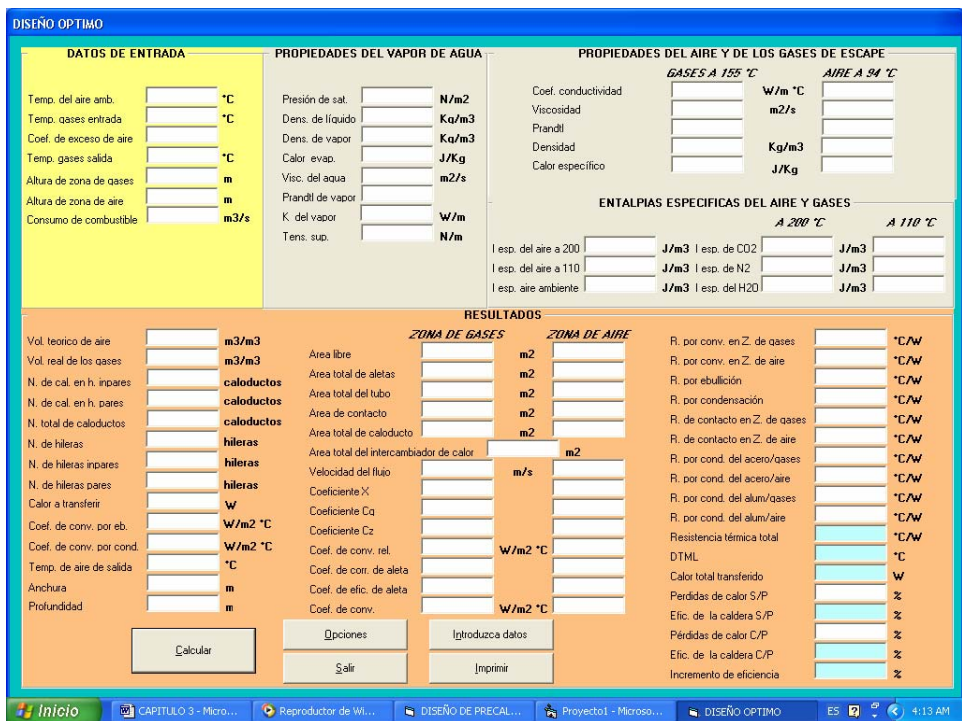 DISEÑO OPTIMO
DATOS DE ENTRADA
Temp. del aire amb. °C
Temp. gases entrada °C
Coef. de exceso de aire
Temp. gases salida °C
Altura de zona de gases m
Altura de zona de aire m
Consumo de combustible m3/s
PROPIEDADES DEL VAPOR DE AGUA
Presión de sat. N/m2
Dens. de líquido Kg/m3
Dens. de vapor Kg/m3
Calor evap. J/Kg
Visc. del agua m2/s
Prandtl de vapor
K del vapor W/m
Tens. sup. N/m
PROPIEDADES DEL AIRE Y DE LOS GASES DE ESCAPE
GASES A 155 °C AIRE A 94 °C
Coef. conductividad W/m °C
Viscosidad m2/s
Prandtl
Densidad Kg/m3
Calor específico J/Kg
ENTALPIAS ESPECIFICAS DEL AIRE Y GASES
A 200 °C A 110 °C
I esp. del aire a 200 J/m3 I esp. de CO2 J/m3
I esp. del aire a 110 J/m3 I esp. de N2 J/m3
I esp. aire ambiente J/m3 I esp. del H2O J/m3
RESULTADOS
Vol. teorico de aire m3/m3
Vol. real de los gases m3/m3
N. de cal. en h. inpares caloductos
N. de cal. en h. pares caloductos
N. total de caloductos caloductos
N. de hileras hileras
N. de hileras inpares hileras
N. de hileras pares hileras
Calor a transferir W
Coef. de conv. por eb. W/m2 °C
Coef. de conv. por cond. W/m2 °C
Temp. de aire de salida °C
Anchura m
Profundidad m
ZONA DE GASES ZONA DE AIRE
Area libre m2
Area total de aletas m2
Area total del tubo m2
Area de contacto m2
Area total de caloducto m2
Area total del intercambiador de calor m2
Velocidad del flujo m/s
Coeficiente X
Coeficiente Cq
Coeficiente Cz
Coef. de conv. rel. W/m2 °C
Coef. de corr. de aleta
Coef. de efic. de aleta
Coef. de conv. W/m2 °C
R. por conv. en Z. de gases °C/W
R. por conv. en Z. de aire °C/W
R. por ebullición °C/W
R. por condensación °C/W
R. de contacto en Z. de gases °C/W
R. de contacto en Z. de aire °C/W
R. por cond. del acero/gases °C/W
R. por cond. del acero/aire °C/W
R. por cond. del alum/gases °C/W
R. por cond. del alum/aire °C/W
Resistencia térmica total °C/W
DTML °C
Calor total transferido W
Perdidas de calor S/P %
Efic. de la caldera S/P %
Pérdidas de calor C/P %
Efic. de la caldera C/P %
Incremento de eficiencia %
Calcular
Opciones
Introduzca datos
Salir
Imprimir
Inicio
CAPITULO 3 - Micro...
Reproductor de Wi...
DISEÑO DE PRECAL...
Proyecto1 - Microso...
DISEÑO OPTIMO
ES
4:13 AM